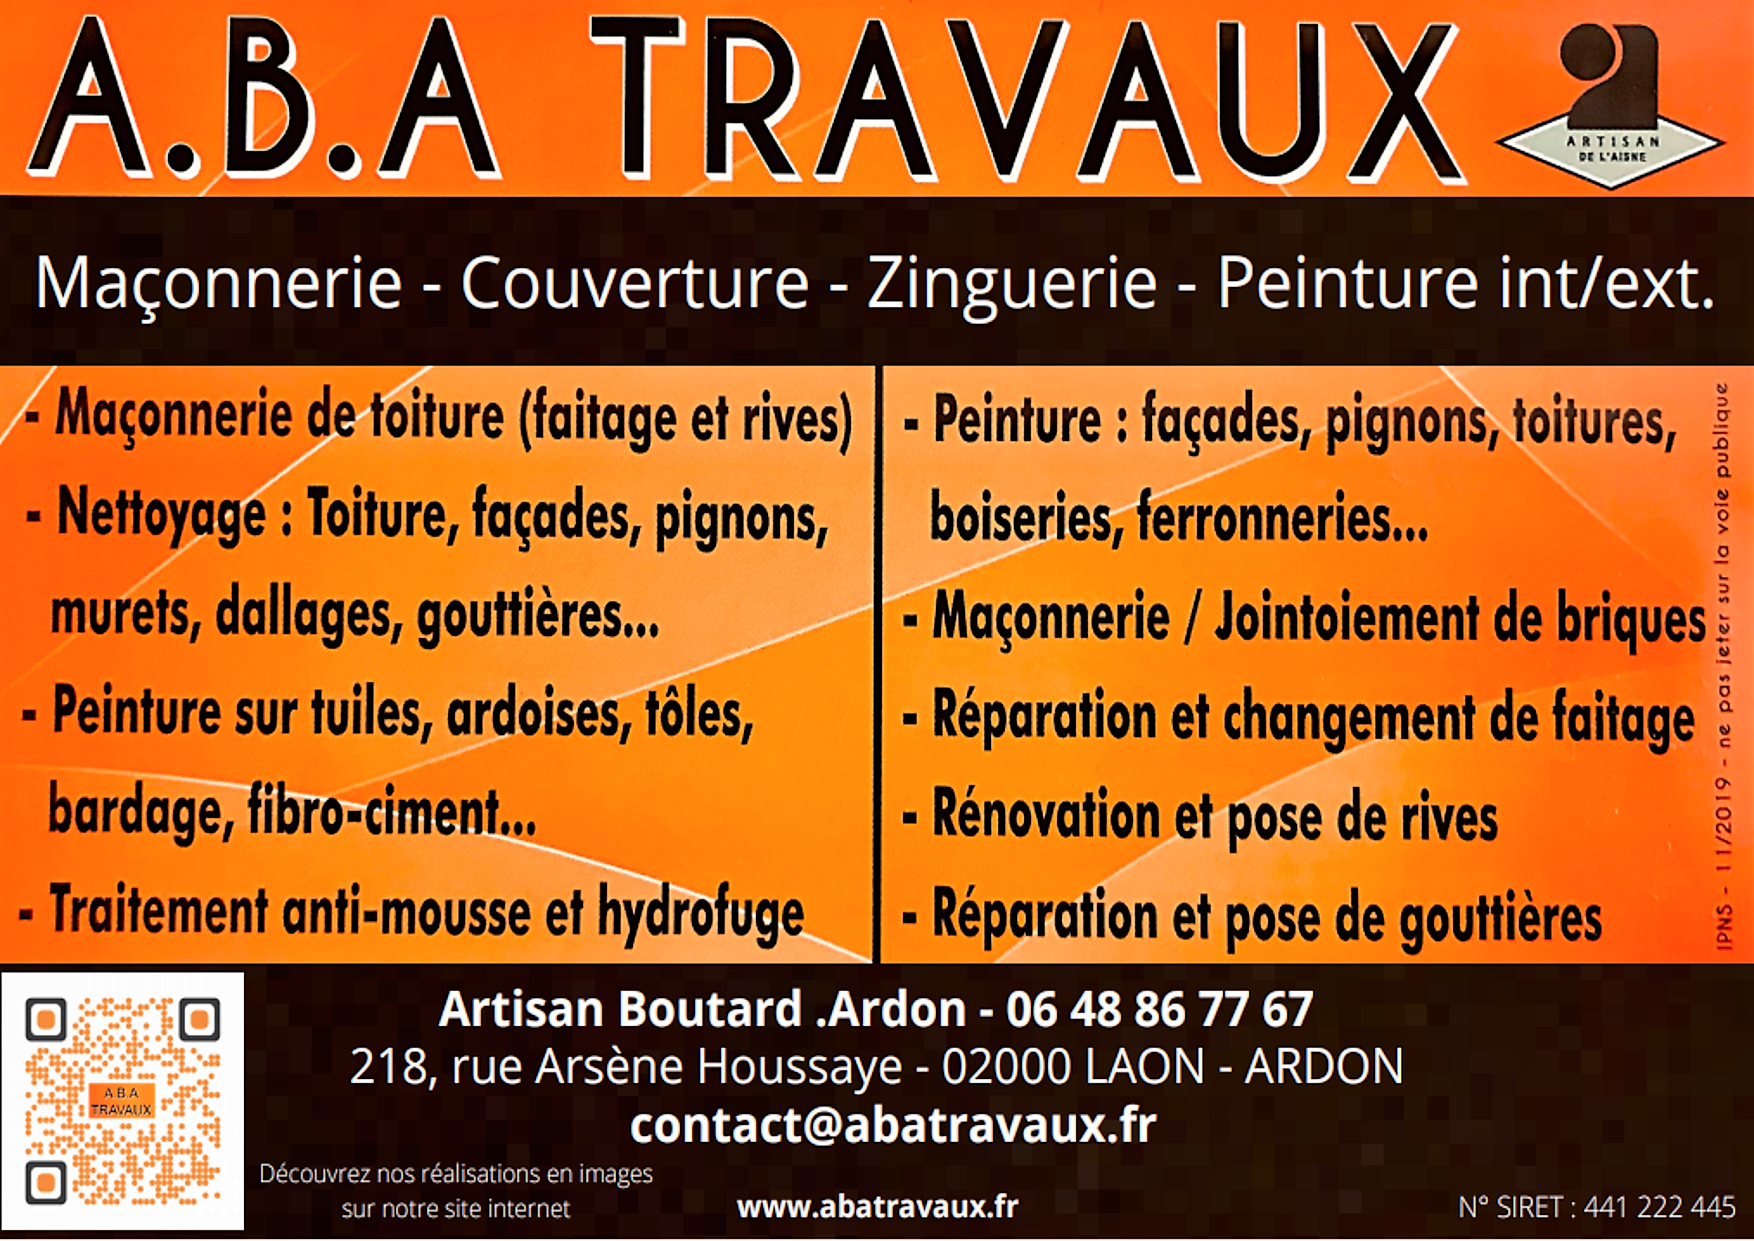 A.B.A TRAVAUX
ARTISAN
DE L'AISNE
Maçonnerie - Couverture - Zinguerie - Peinture int/ext.
- Maçonnerie de toiture (faitage et rives)
- Nettoyage : Toiture, façades, pignons,
murets, dallages, gouttières...
- Peinture sur tuiles, ardoises, tôles,
bardage, fibro-ciment...
- Traitement anti-mousse et hydrofuge
- Peinture : façades, pignons, toitures,
boiseries, ferronneries...
- Maçonnerie / Jointoiement de briques
- Réparation et changement de faitage
- Rénovation et pose de rives
- Réparation et pose de gouttières
IPNS - 11/2019 - ne pas jeter sur la voie publique
A.B.A
TRAVAUX
Artisan Boutard .Ardon - 06 48 86 77 67
218, rue Arsène Houssaye - 02000 LAON - ARDON
contact@abatravaux.fr
Découvrez nos réalisations en images
sur notre site internet
www.abatravaux.fr
N° SIRET : 441 222 445